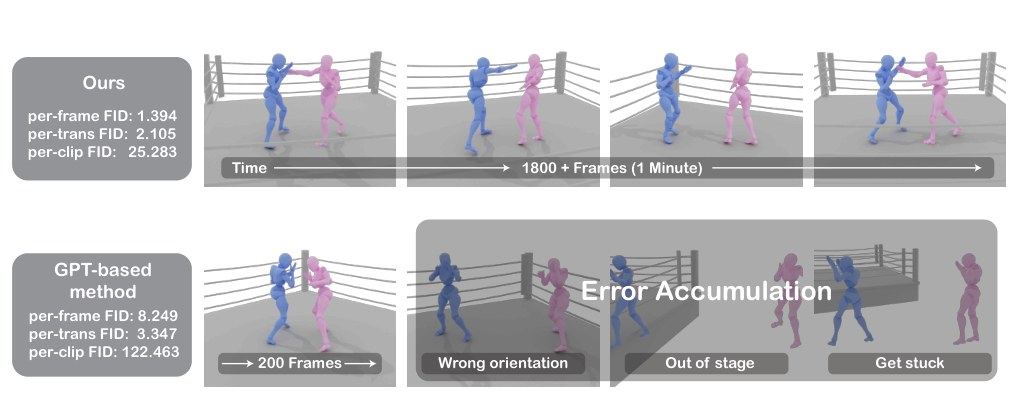 Ours
per-frame FID: 1.394
per-trans FID: 2.105
per-clip FID: 25.283
Time
1800 + Frames (1 Minute)
GPT-based
method
per-frame FID: 8.249
per-trans FID: 3.347
per-clip FID: 122.463
200 Frames
Error Accumulation
Wrong orientation
Out of stage
Get stuck